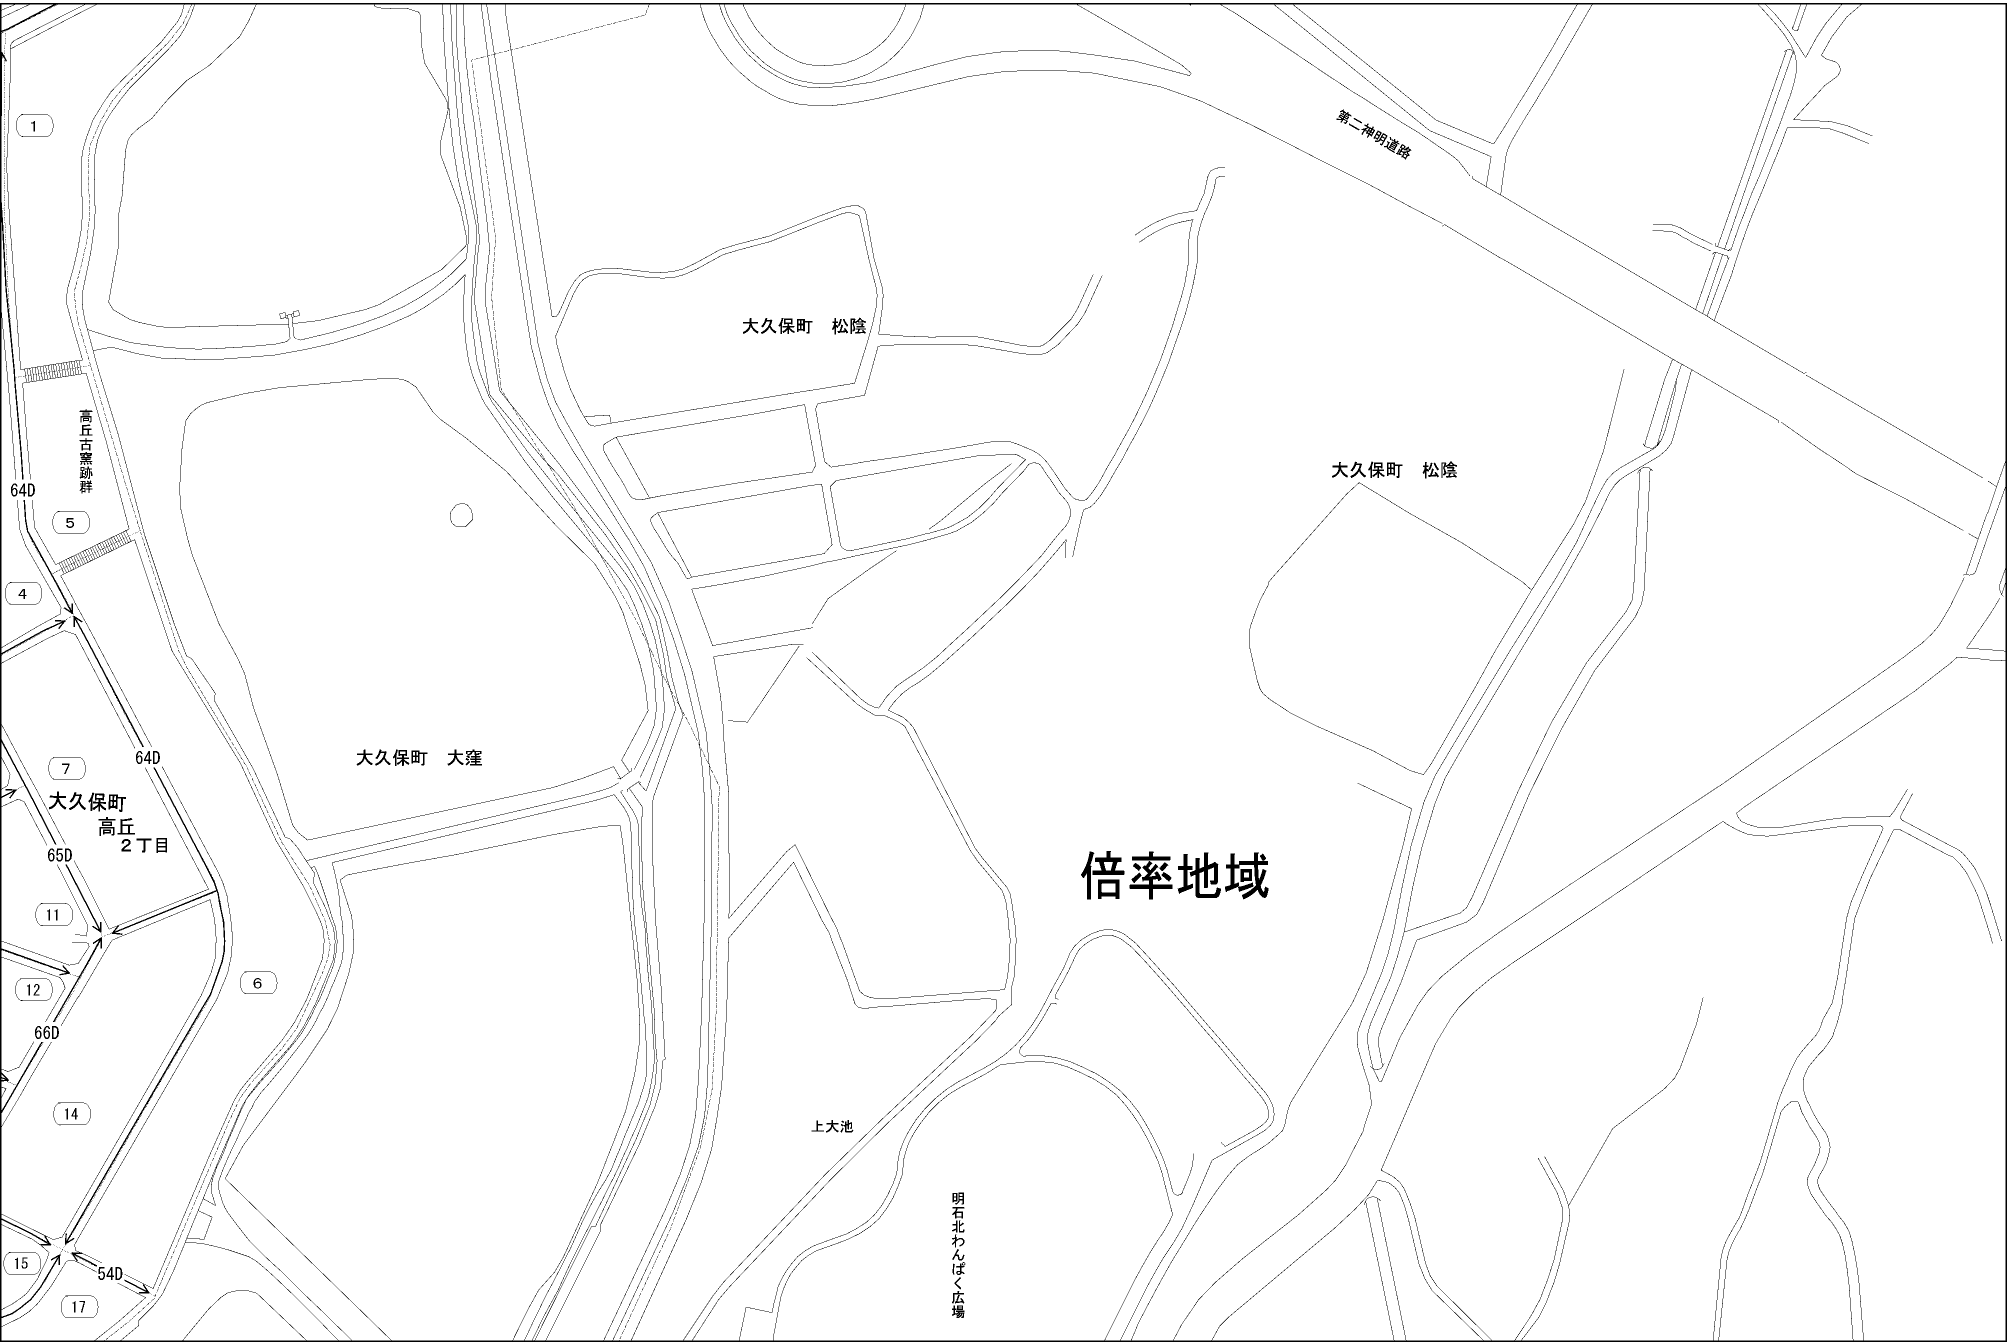 第二神明道路
1
大久保町　松陰
高丘古窯跡群
大久保町　松陰
64D
5
4
64D
大久保町　大窪
7
大久保町
高丘
２丁目
65D
倍率地域
11
6
12
66D
14
上大池
明石北わんぱく広場
15
54D
17